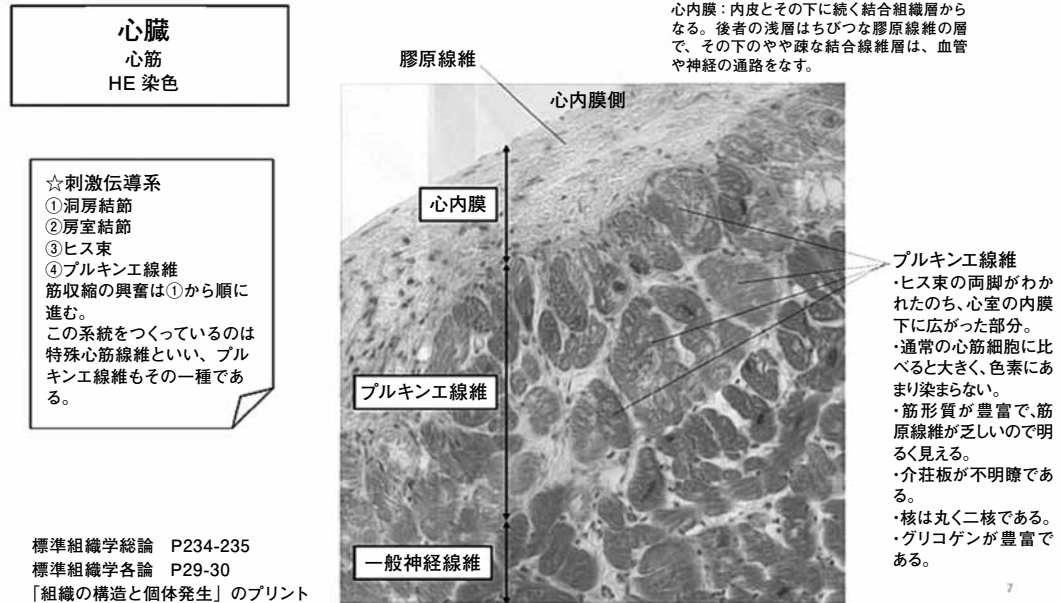 心臓
心筋
HE 染色
心内膜：内皮とその下に続く結合組織層から
なる。後者の浅層はちびつな膠原線維の層
で、その下のやや疎な結合線維層は、血管
や神経の通路をなす。
膠原線維
心内膜側
☆刺激伝導系
①洞房結節
②房室結節
③ヒス束
④プルキンエ線維
筋収縮の興奮は①から順に
進む。
この系統をつくっているのは
特殊心筋線維といい、プル
キンエ線維もその一種であ
る。
心内膜
プルキンエ線維
一般神経線維
プルキンエ線維
・ヒス束の両脚がわか
れたのち、心室の内膜
下に広がった部分。
・通常の心筋細胞に比
べると大きく、色素にあ
まり染まらない。
・筋形質が豊富で、筋
原線維が乏しいので明
るく見える。
・介荘板が不明瞭であ
る。
・核は丸く二核である。
・グリコゲンが豊富で
ある。
標準組織学総論　P234-235
標準組織学各論　P29-30
「組織の構造と個体発生」のプリント
7